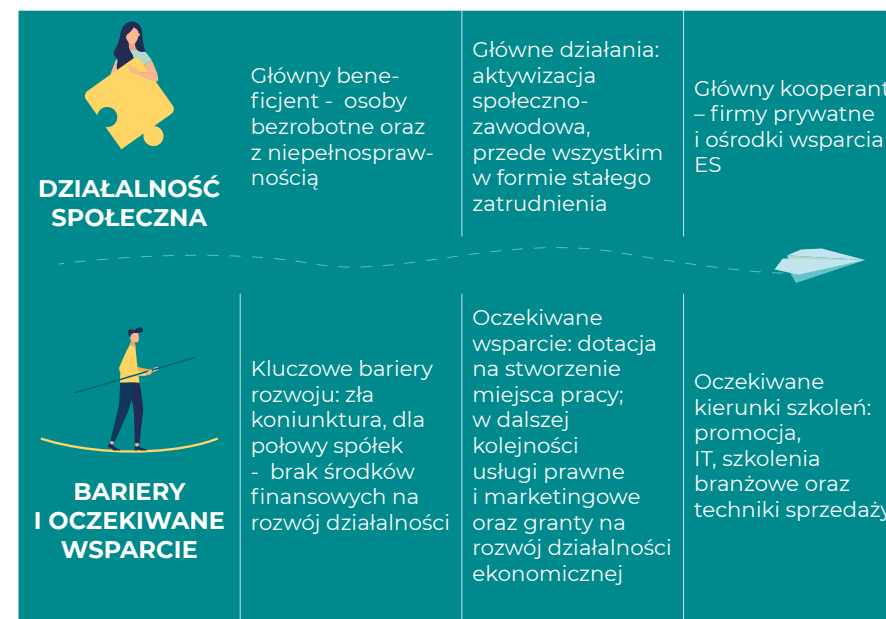 DZIAŁALNOŚĆ
SPOŁECZNA
Główny bene-
ficjent - osoby
bezrobotne oraz
z niepełnospraw-
nością
Główne działania:
aktywizacja
społeczno-
zawodowa,
przede wszystkim
w formie stałego
zatrudnienia
Główny kooperant
– firmy prywatne
i ośrodki wsparcia
ES
BARIERY
I OCZEKIWANE
WSPARCIE
Kluczowe bariery
rozwoju: zła
koniunktura, dla
połowy spółek
- brak środków
finansowych na
rozwój działalności
Oczekiwane
wsparcie: dotacja
na stworzenie
miejsca pracy;
w dalszej
kolejności
usługi prawne
i marketingowe
oraz granty na
rozwój działalności
ekonomicznej
Oczekiwane
kierunki szkoleń:
promocja,
IT, szkolenia
branżowe oraz
techniki sprzedaży